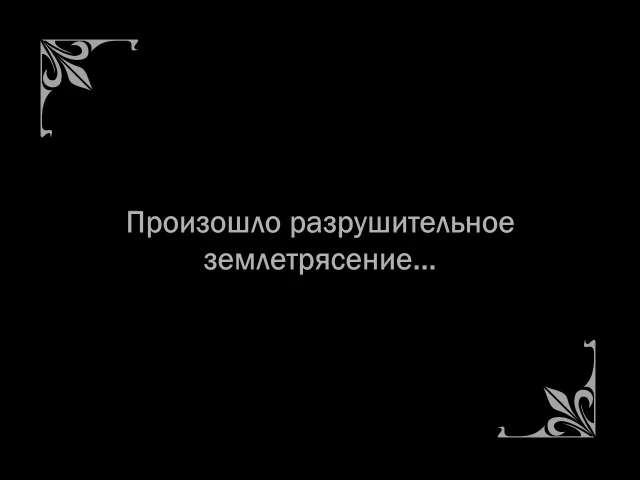 Произошло разрушительное
землетрясение...